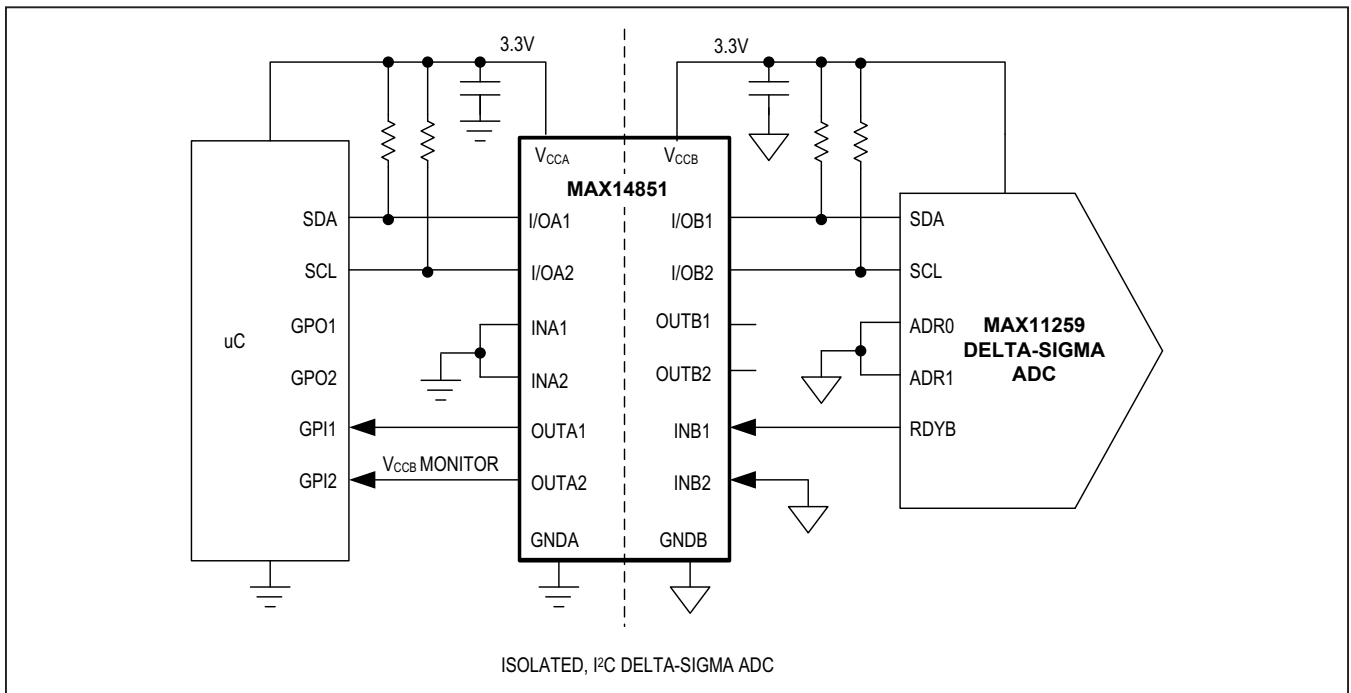 3.3V
3.3V
VCCA
VCCB
MAX14851
SDA
I/OA1
I/OB1
SDA
SCL
I/OA2
I/OB2
SCL
uC
GPO1
INA1
OUTB1
ADR0
MAX11259
DELTA-SIGMA
ADC
GPO2
INA2
OUTB2
ADR1
GPI1
OUTA1
INB1
RDYB
VCCB MONITOR
GPI2
OUTA2
INB2
GNDA
GNDB
ISOLATED, I²C DELTA-SIGMA ADC